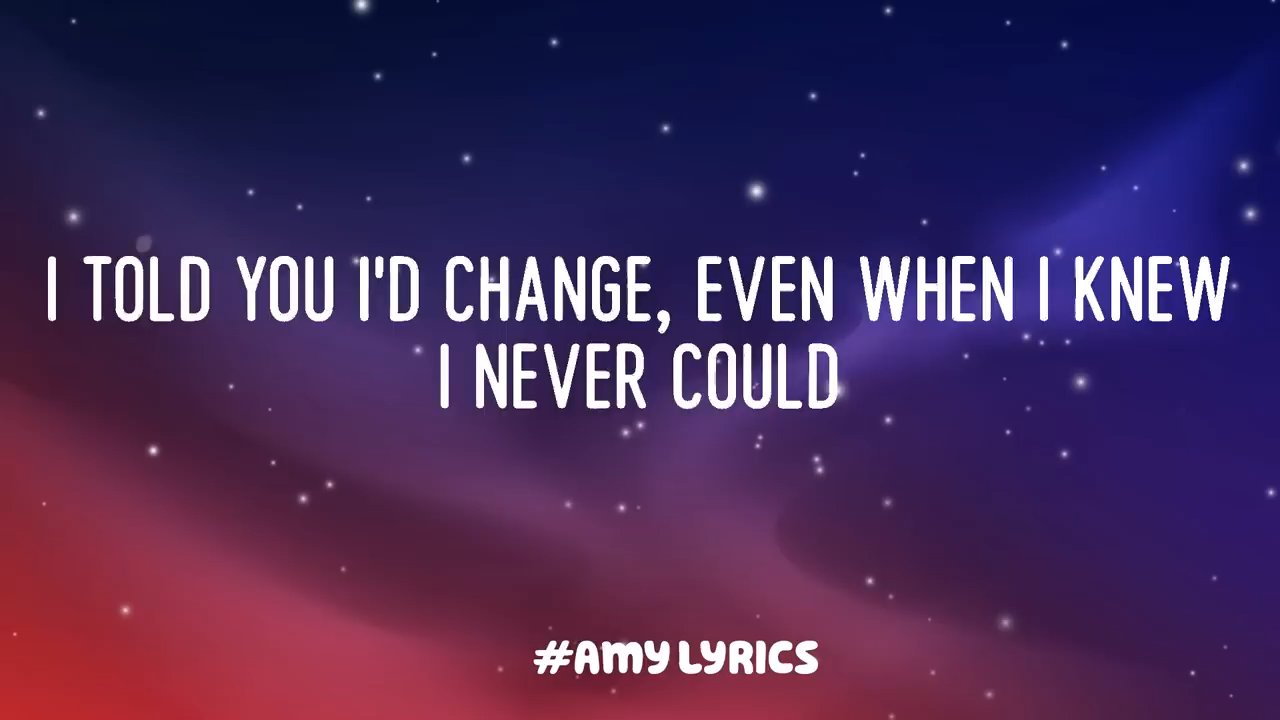 I TOLD YOU I'D CHANGE, EVEN WHEN I KNEW
I NEVER COULD
#AMY LYRICS